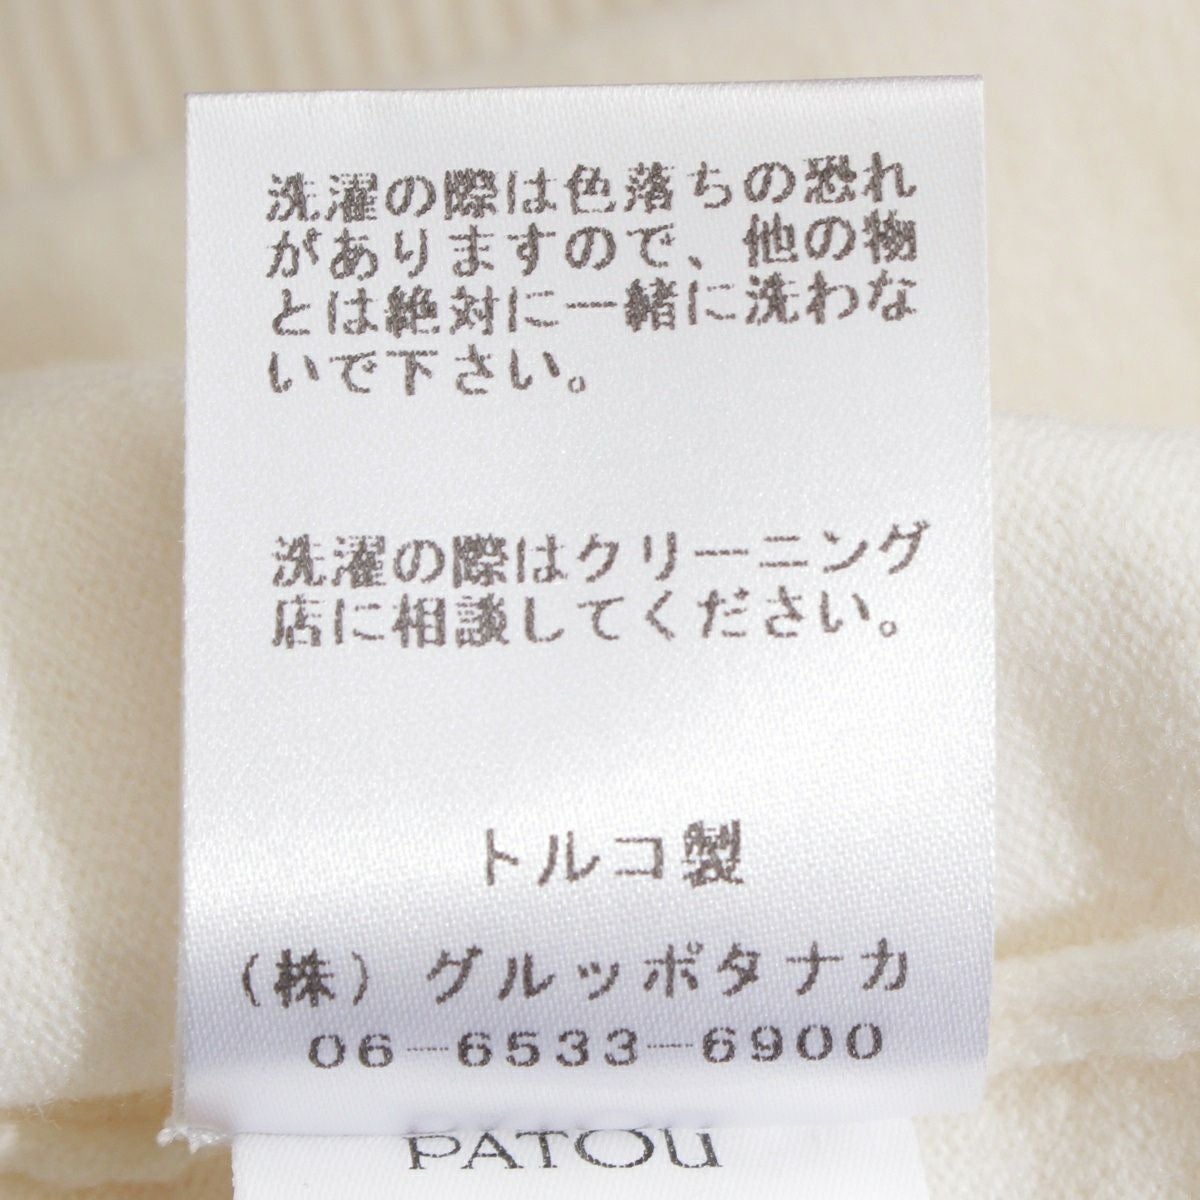 洗濯の際は色落ちの恐れ
がありますので、他の物
とは絶対に一緒に洗わな
いで下さい。
洗濯の際はクリーニング
店に相談してください。
トルコ製
(株)グルッポタナカ
06-6533-6900
PATOU